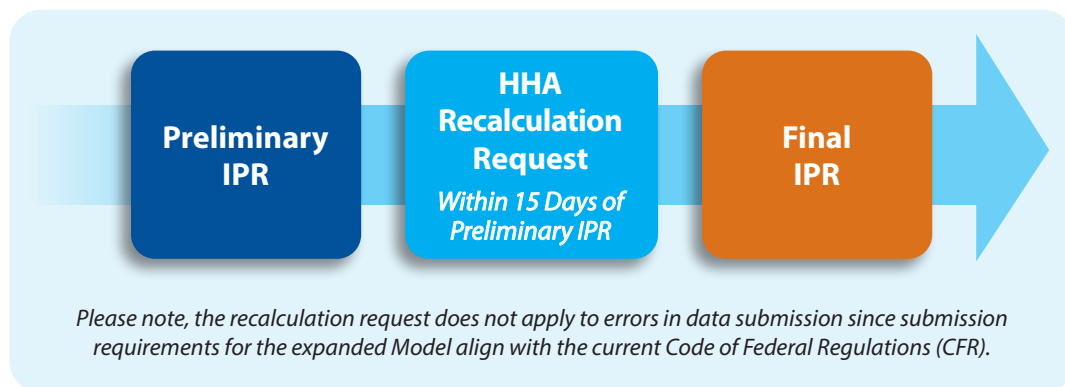 Preliminary
IPR
HHA
Recalculation
Request
Within 15 Days of
Preliminary IPR
Final
IPR
Please note, the recalculation request does not apply to errors in data submission since submission
requirements for the expanded Model align with the current Code of Federal Regulations (CFR).